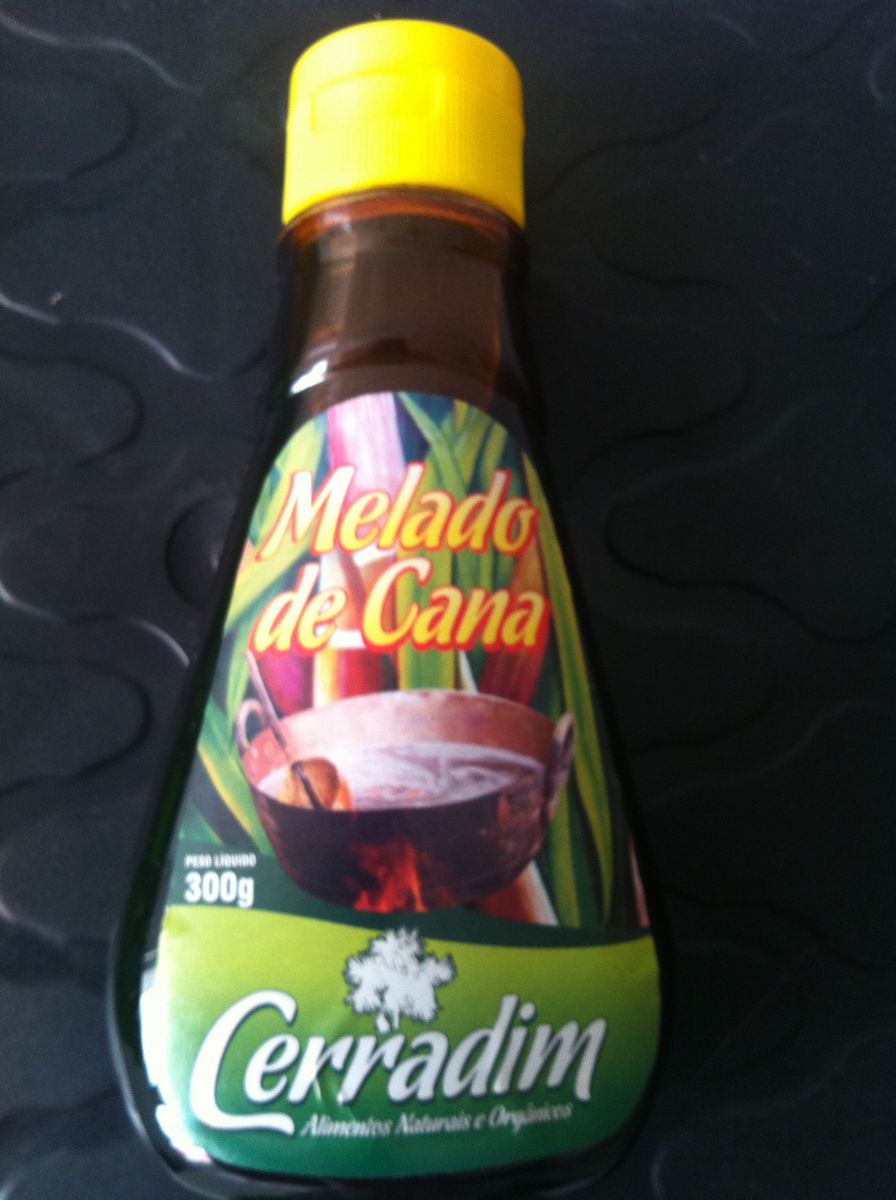 Melado
de Cana
PESO LÍQUIDO
300g
Cerradim
Alimentos Naturais e Orgânicos